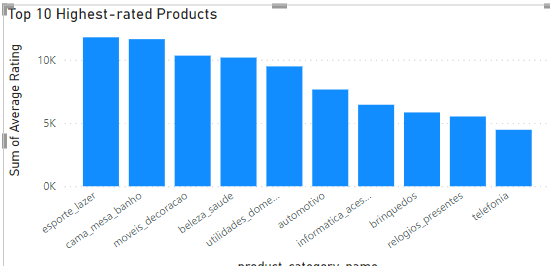 Top 10 Highest-rated Products
Sum of Average Rating
10K
5K
0K
esporte_lazer
cama_mesa_banho
moveis_decoracao
beleza_saude
utilidades_dome...
automotivo
informatica_aces...
brinquedos
relogios_presentes
telefonia
product_category_name